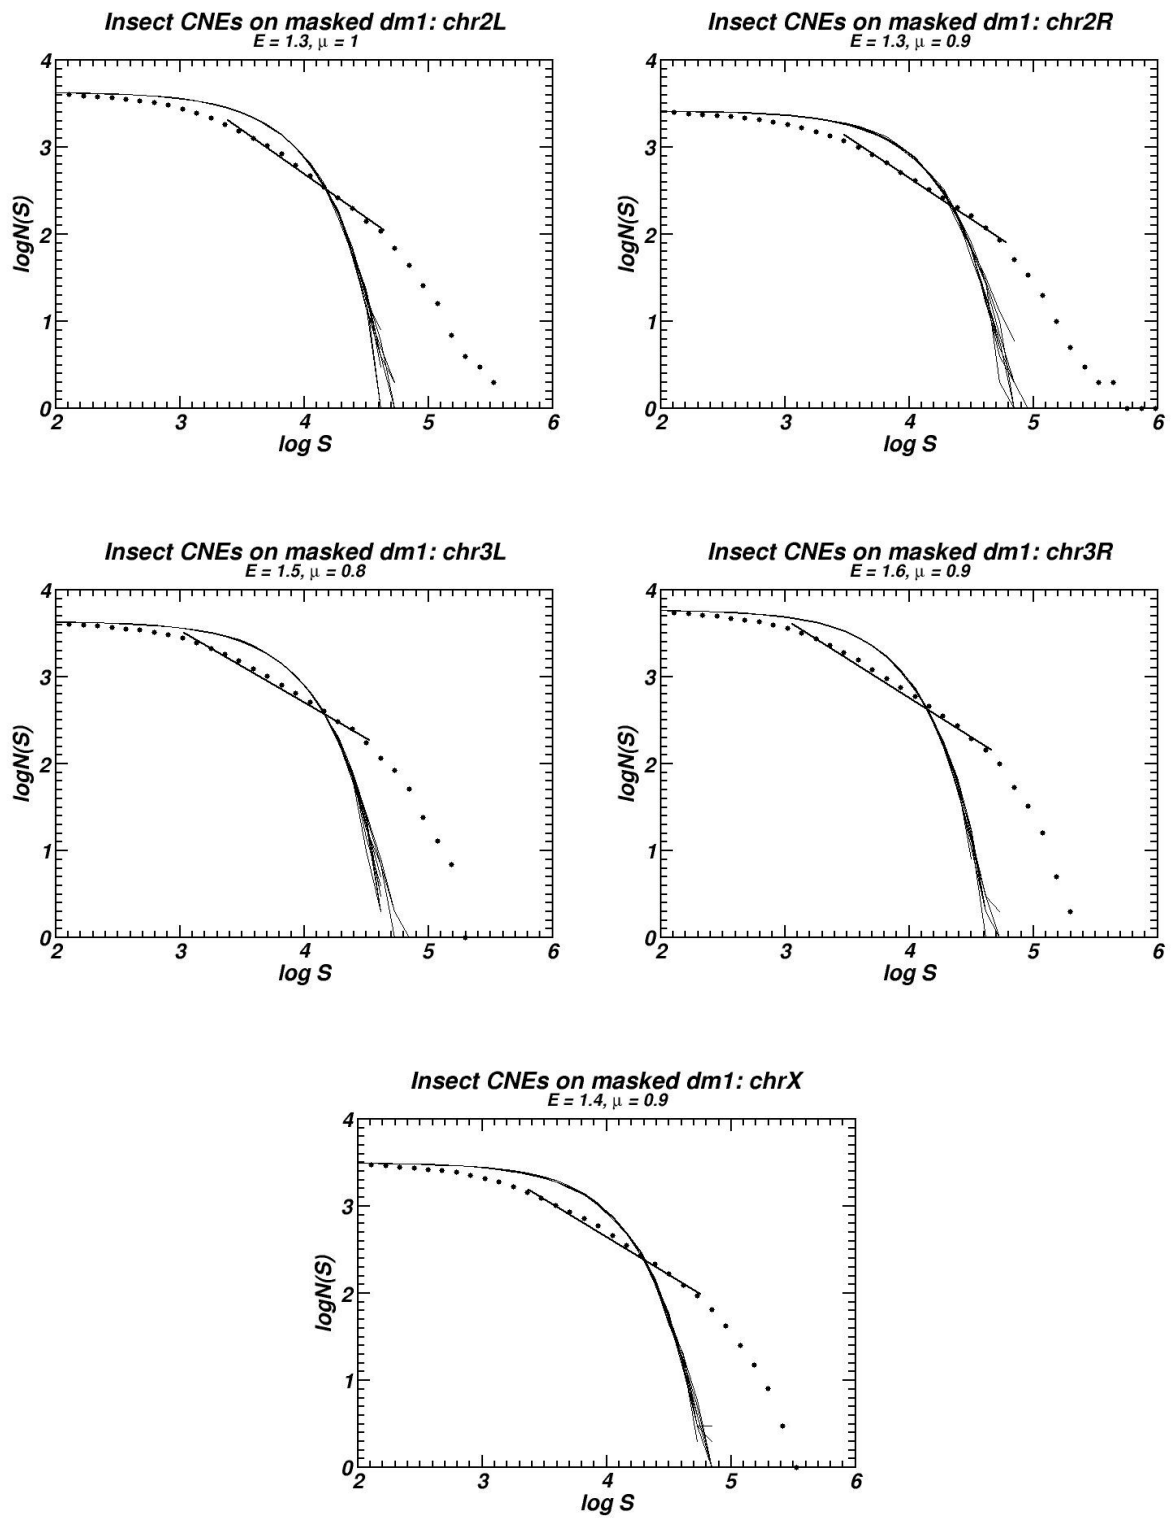 Insect CNEs on masked dm1: chr2L
E = 1.3, μ = 1
4
3
2
1
0
logN(S)
2 3 4 5 6
log S
Insect CNEs on masked dm1: chr2R
E = 1.3, μ = 0.9
4
3
2
1
0
logN(S)
2 3 4 5 6
log S
Insect CNEs on masked dm1: chr3L
E = 1.5, μ = 0.8
4
3
2
1
0
logN(S)
2 3 4 5 6
log S
Insect CNEs on masked dm1: chr3R
E = 1.6, μ = 0.9
4
3
2
1
0
logN(S)
2 3 4 5 6
log S
Insect CNEs on masked dm1: chrX
E = 1.4, μ = 0.9
4
3
2
1
0
logN(S)
2 3 4 5 6
log S